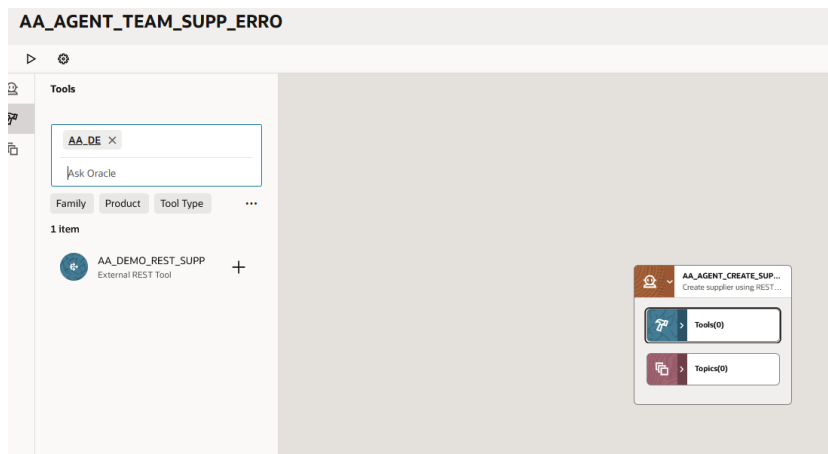 AA_AGENT_TEAM_SUPP_ERRO
Tools
AA_DE
Ask Oracle
Family Product Tool Type ...
1 item
AA_DEMO_REST_SUPP
External REST Tool
AA_AGENT_CREATE_SUP...
Create supplier using REST...
Tools(0)
Topics(0)